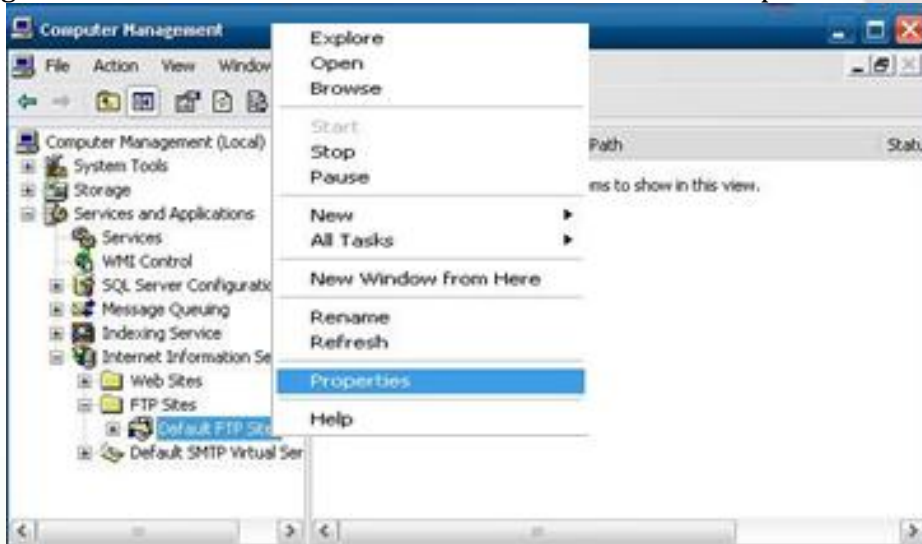 Computer Management
File Action View Window
Computer Management (Local)
System Tools
Storage
Services and Applications
Services
WMI Control
SQL Server Configuratio
Message Queuing
Indexing Service
Internet Information Se
Web Sites
FTP Sites
Default FTP Site
Default SMTP Virtual Ser
Explore
Open
Browse
Start
Stop
Pause
New
All Tasks
New Window from Here
Rename
Refresh
Properties
Help
Path
Statu
ms to show in this view.